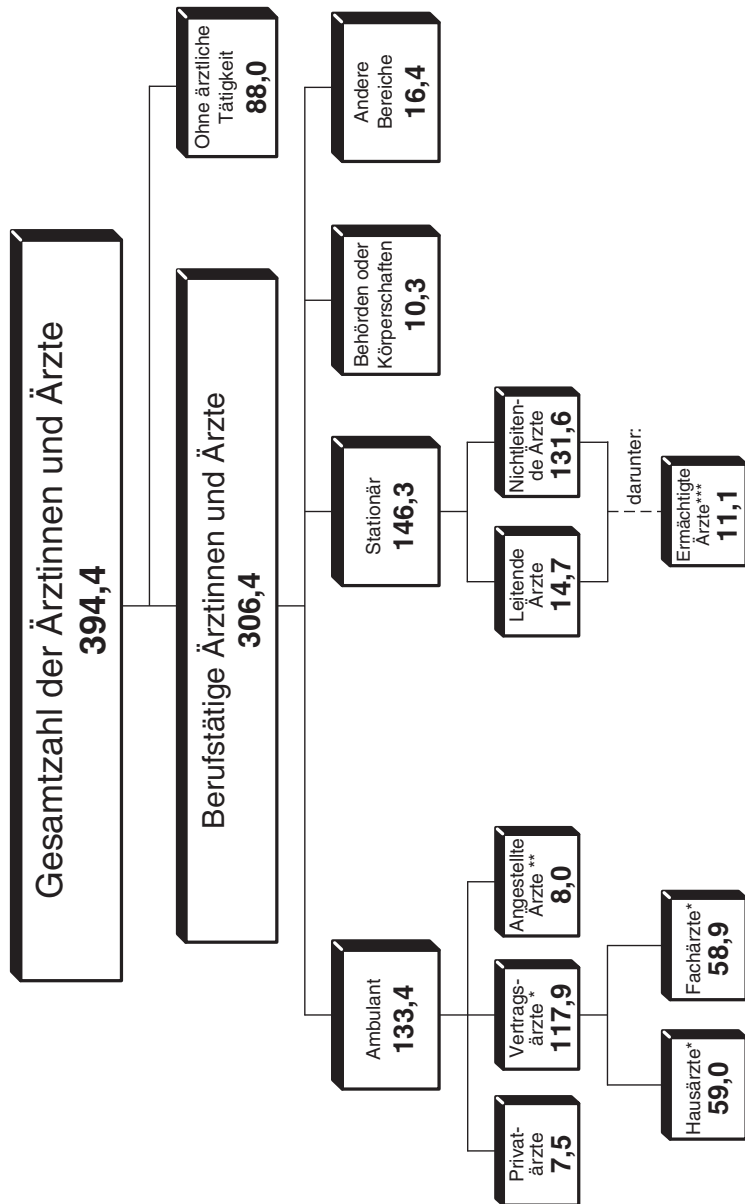 Gesamtzahl der Ärztinnen und Ärzte
394,4
Ohne ärztliche
Tätigkeit
88,0
Berufstätige Ärztinnen und Ärzte
306,4
Ambulant
133,4
Stationär
146,3
Behörden oder
Körperschaften
10,3
Andere
Bereiche
16,4
Privat-
ärzte
7,5
Vertrags-
ärzte *
117,9
Angestellte
Ärzte **
8,0
Leitende
Ärzte
14,7
Nichtleiten-
de Ärzte
131,6
darunter:
Hausärzte*
59,0
Fachärzte*
58,9
Ermächtigte
Ärzte***
11,1